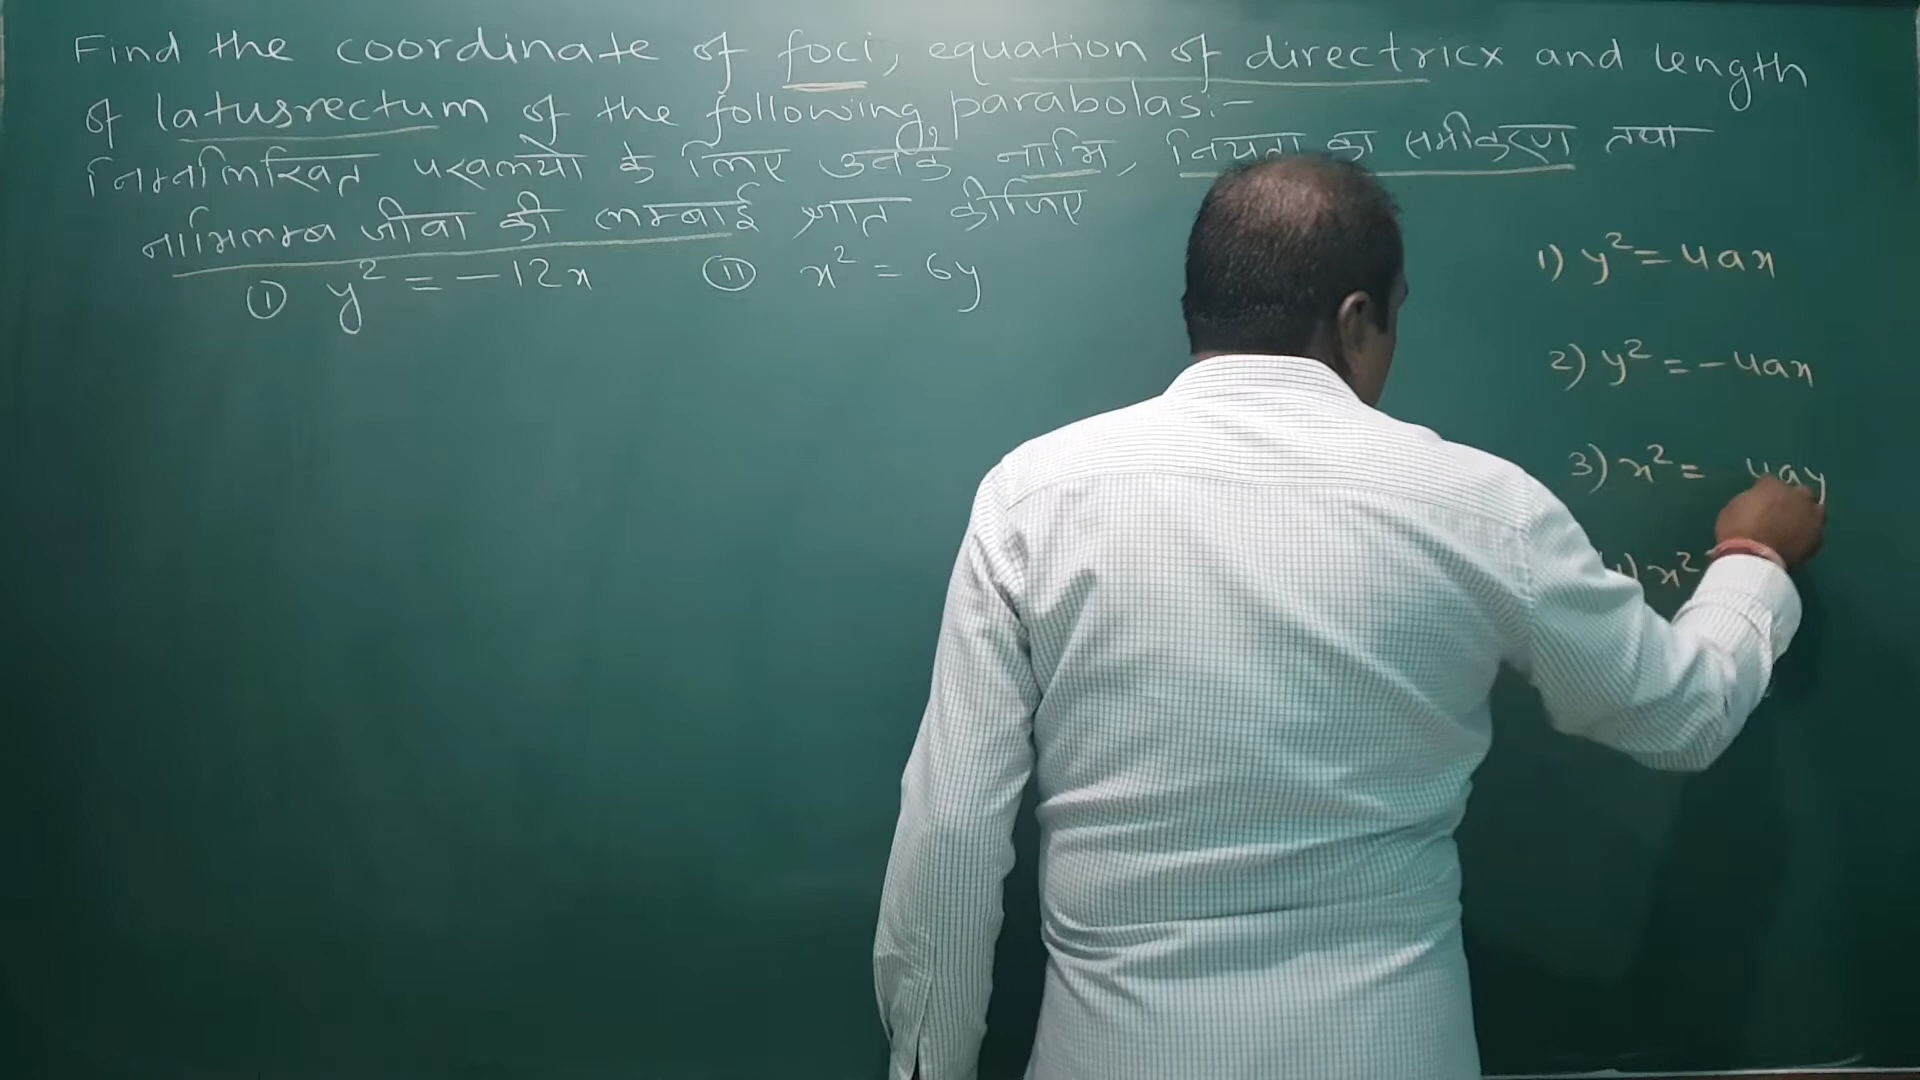 Find the coordinate of foci, equation of directricx and length
of latusrectum of the following parabolas:-
निम्नलिखित परवलयो के लिए उनके नाभि, नियता का समीकरण तथा
नाभिलम्ब जीवा की लम्बाई ज्ञात कीजिए
① y² = -12x ⑪ x² = 6y
1) y² = 4ax
2) y² = -4ax
3) x² = 4ay
4) x²